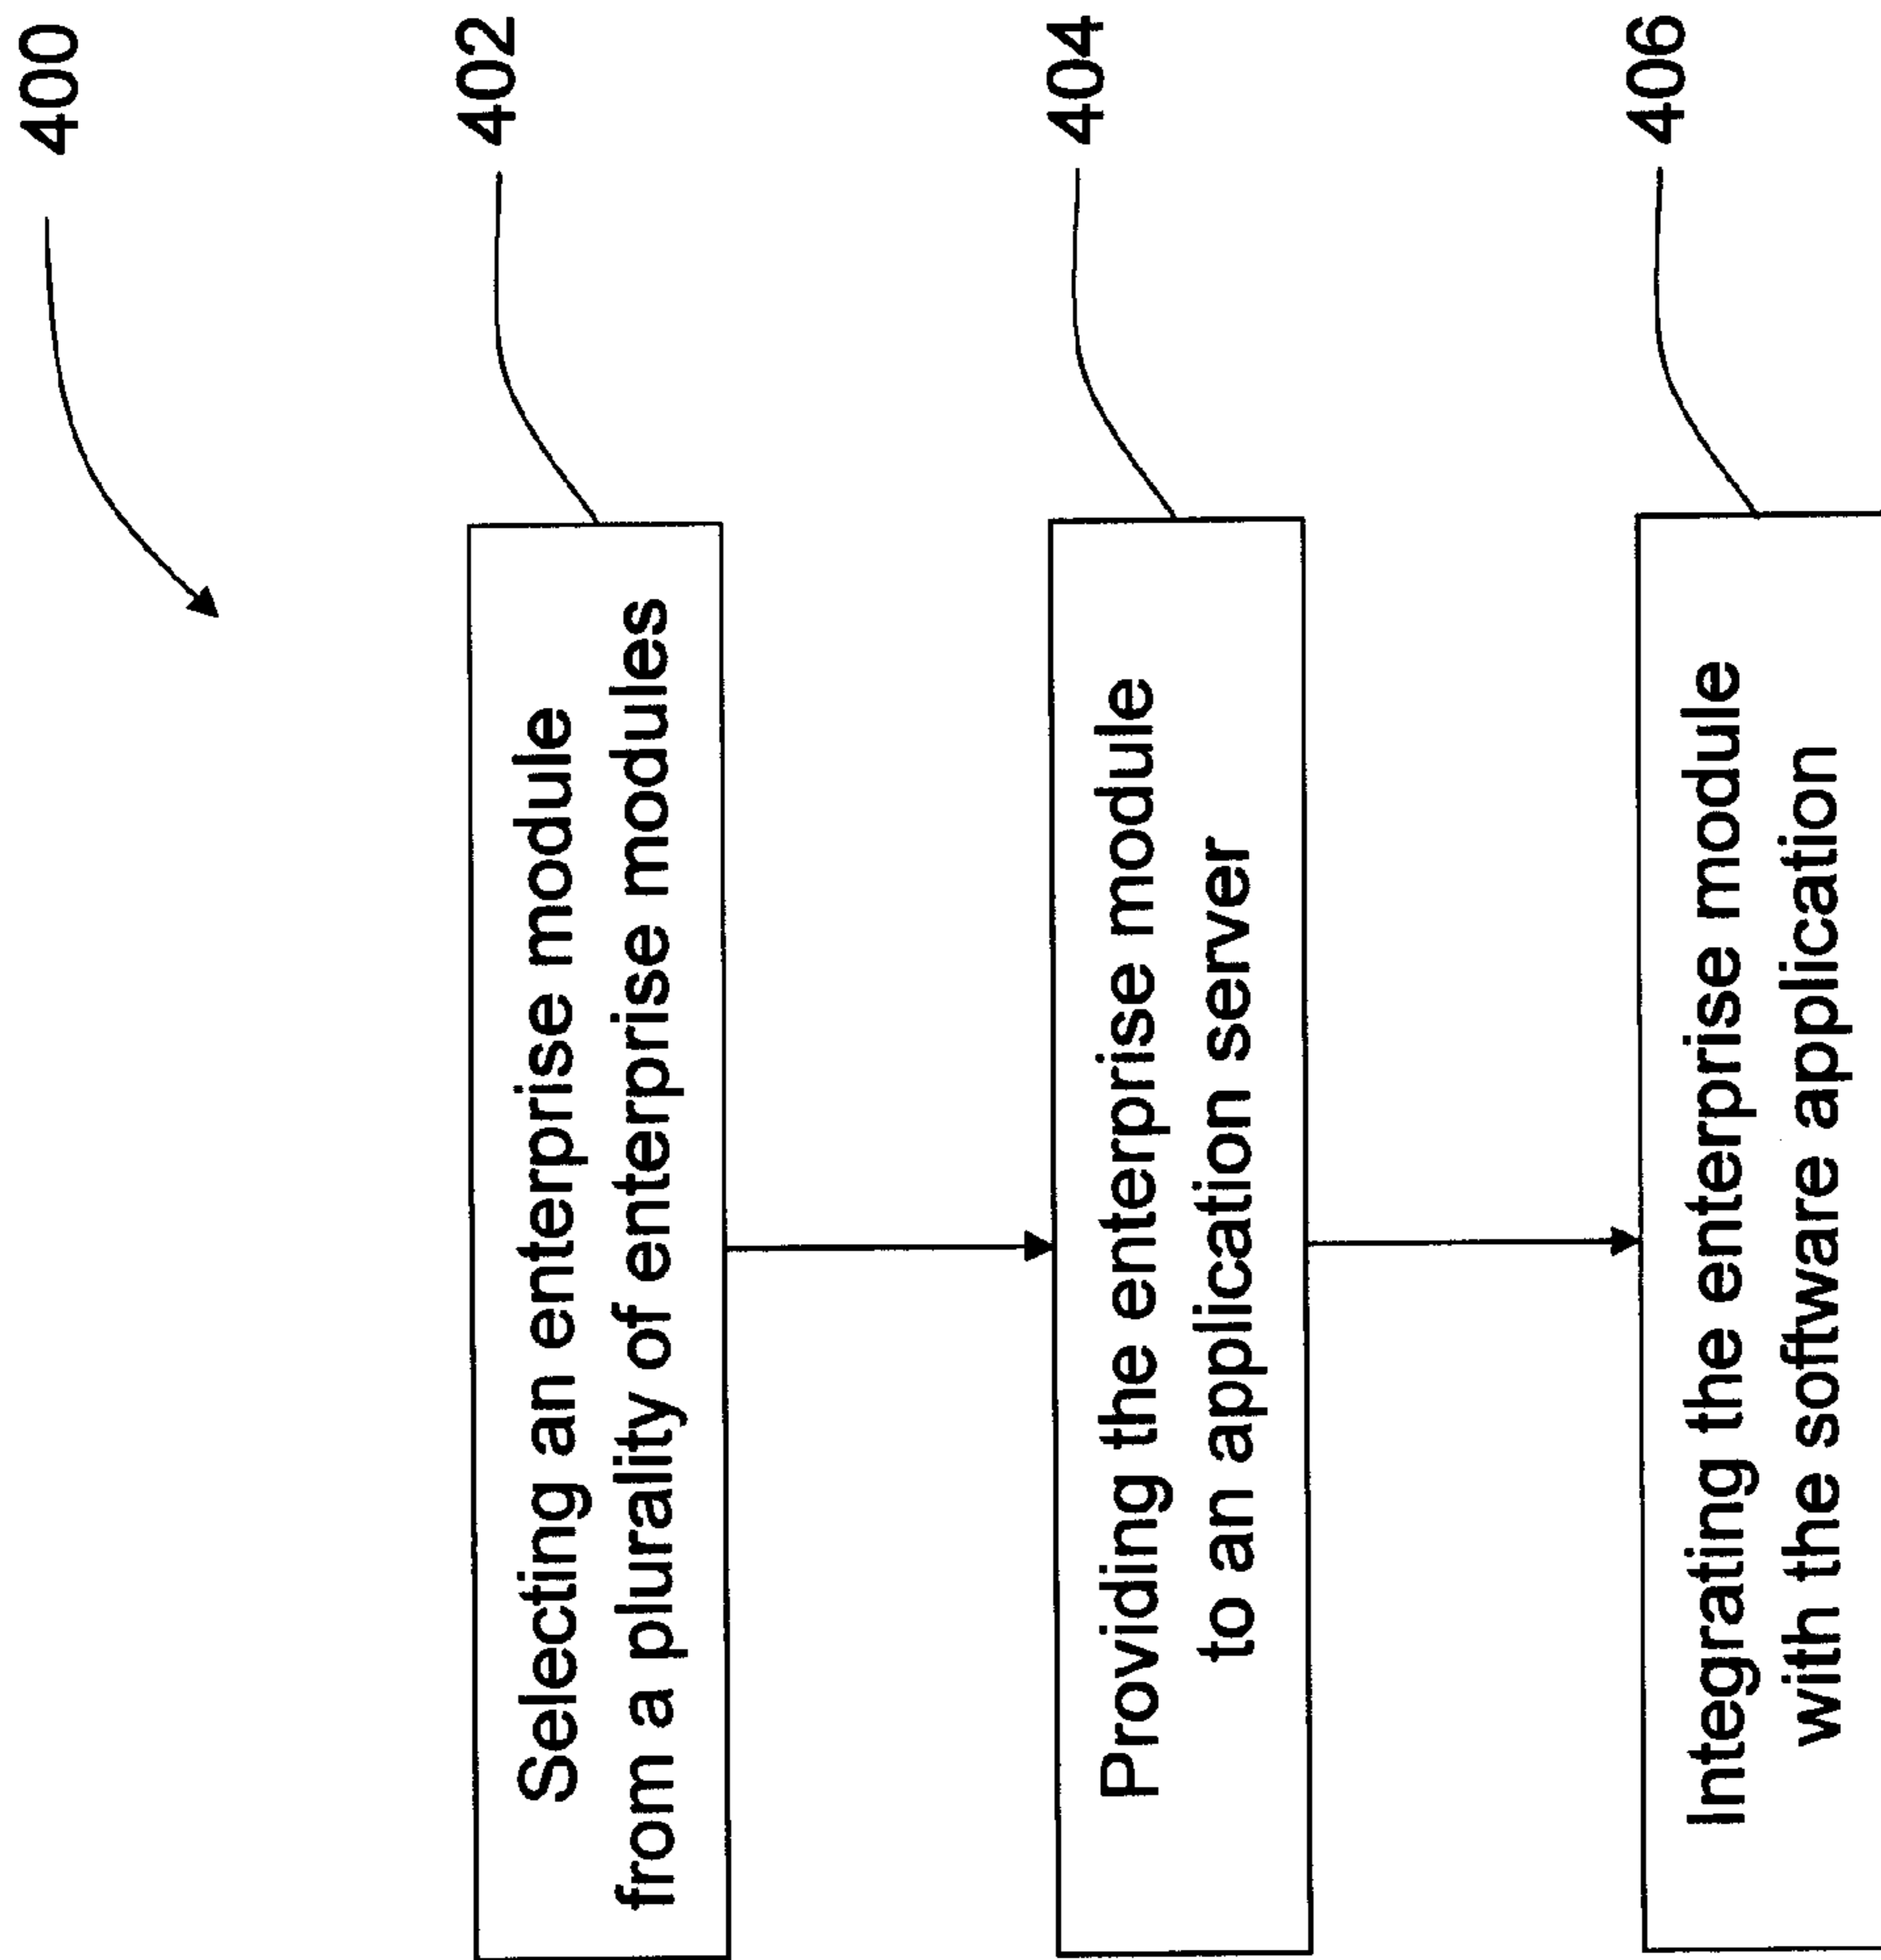 400
Selecting an enterprise module
from a plurality of enterprise modules
402
Providing the enterprise module
to an application server
404
Integrating the enterprise module
with the software application
406